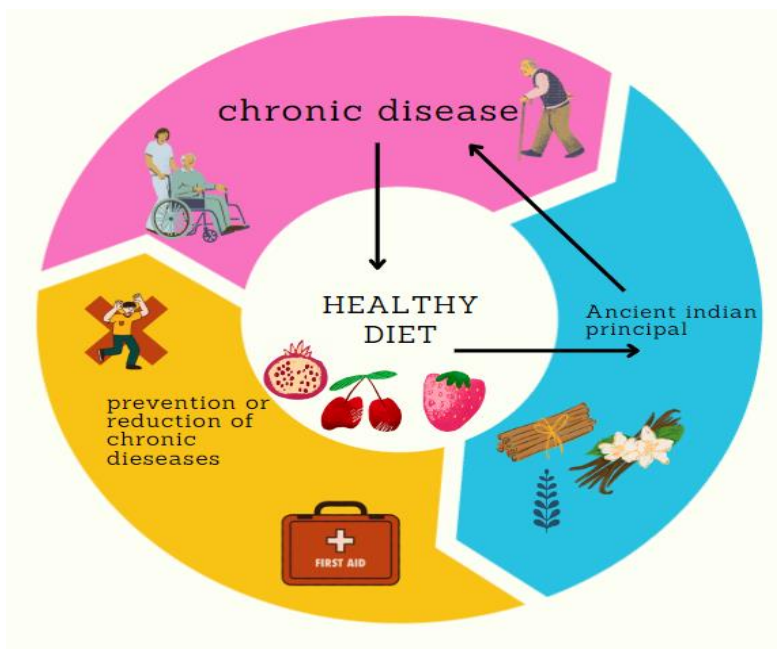 chronic disease
HEALTHY
DIET
Ancient indian
principal
prevention or
reduction of
chronic
dieseases
FIRST AID